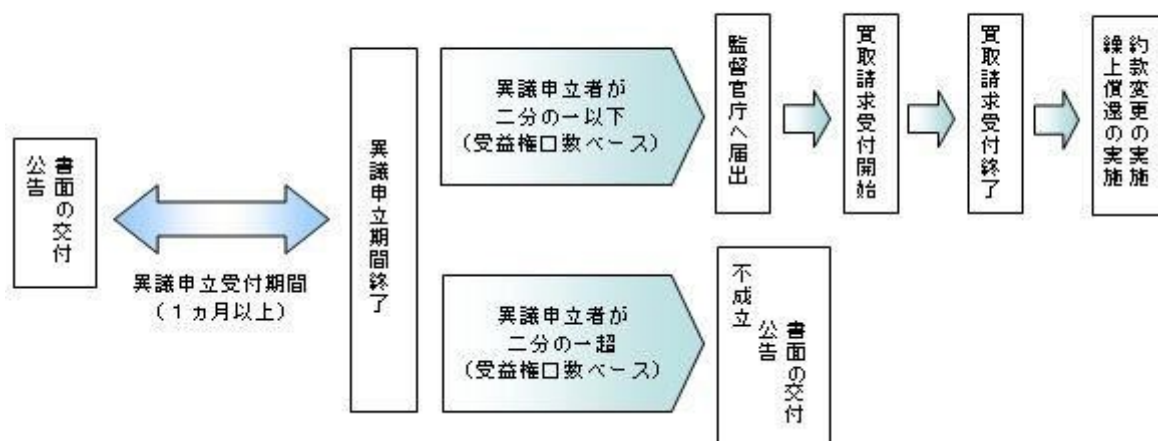 書面の交付
公告
異議申立受付期間
（１ヵ月以上）
異議申立期間終了
異議申立者が
二分の一以下
（受益権口数ベース）
監督官庁へ届出
買取請求受付開始
買取請求受付終了
約款変更の実施
繰上償還の実施
異議申立者が
二分の一超
（受益権口数ベース）
不成立
書面の交付
公告